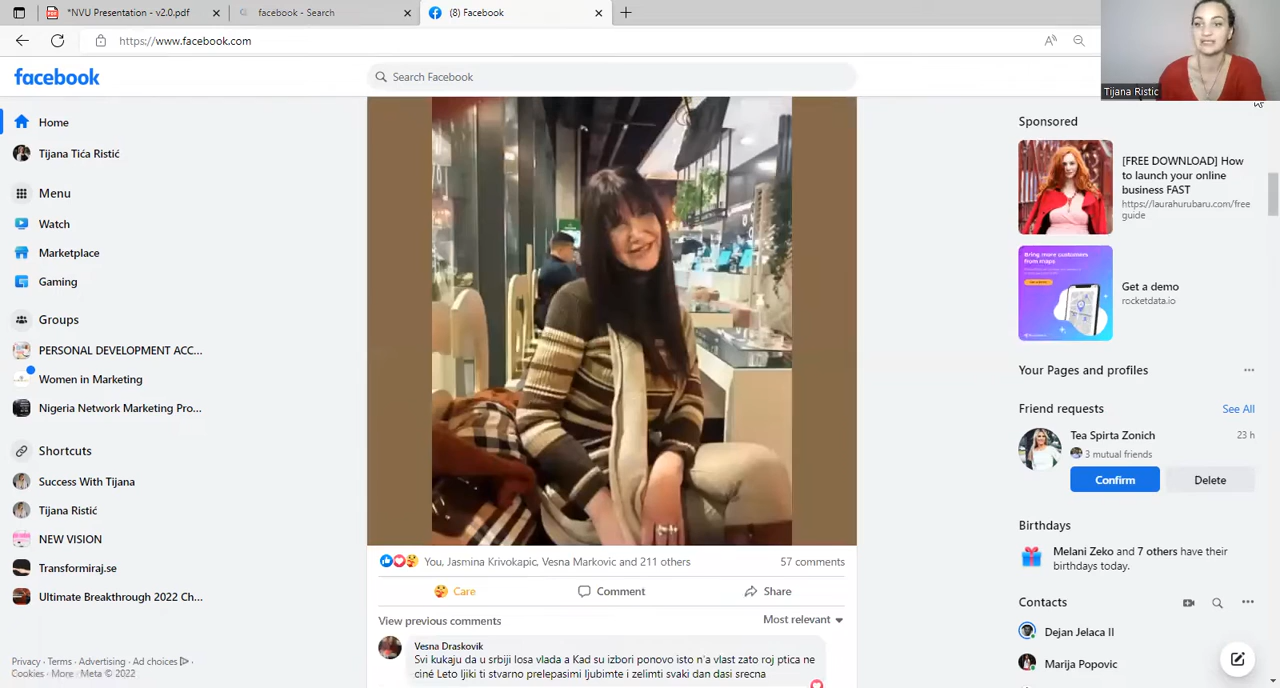 *NVU Presentation - v2.0.pdf
facebook - Search
(8) Facebook
https://www.facebook.com
Tijana Ristic
facebook
Search Facebook
Home
Tijana Tića Ristić
Menu
Watch
Marketplace
Gaming
Groups
PERSONAL DEVELOPMENT ACC...
Women in Marketing
Nigeria Network Marketing Pro...
Shortcuts
Success With Tijana
Tijana Ristić
NEW VISION
Transformiraj.se
Ultimate Breakthrough 2022 Ch...
Privacy · Terms · Advertising · Ad choices ·
Cookies · More · Meta © 2022
You, Jasmina Krivokapic, Vesna Markovic and 211 others
57 comments
Care
Comment
Share
View previous comments
Most relevant
Vesna Draskovik
Svi kukaju da u srbiji losa vlada a Kad su izbori ponovo isto n'a vlast zato roj ptica ne
ciné Leto ljiki ti stvarno prelepasimi ljubimte i zelimti svaki dan dasi srecna
Sponsored
[FREE DOWNLOAD] How
to launch your online
business FAST
https://laurahurubaru.com/free
guide
Bring more customers
from maps
Get a demo
rocketdata.io
Your Pages and profiles
Friend requests
See All
Tea Spirta Zonich
23 h
3 mutual friends
Confirm
Delete
Birthdays
Melani Zeko and 7 others have their
birthdays today.
Contacts
Dejan Jelaca II
Marija Popovic